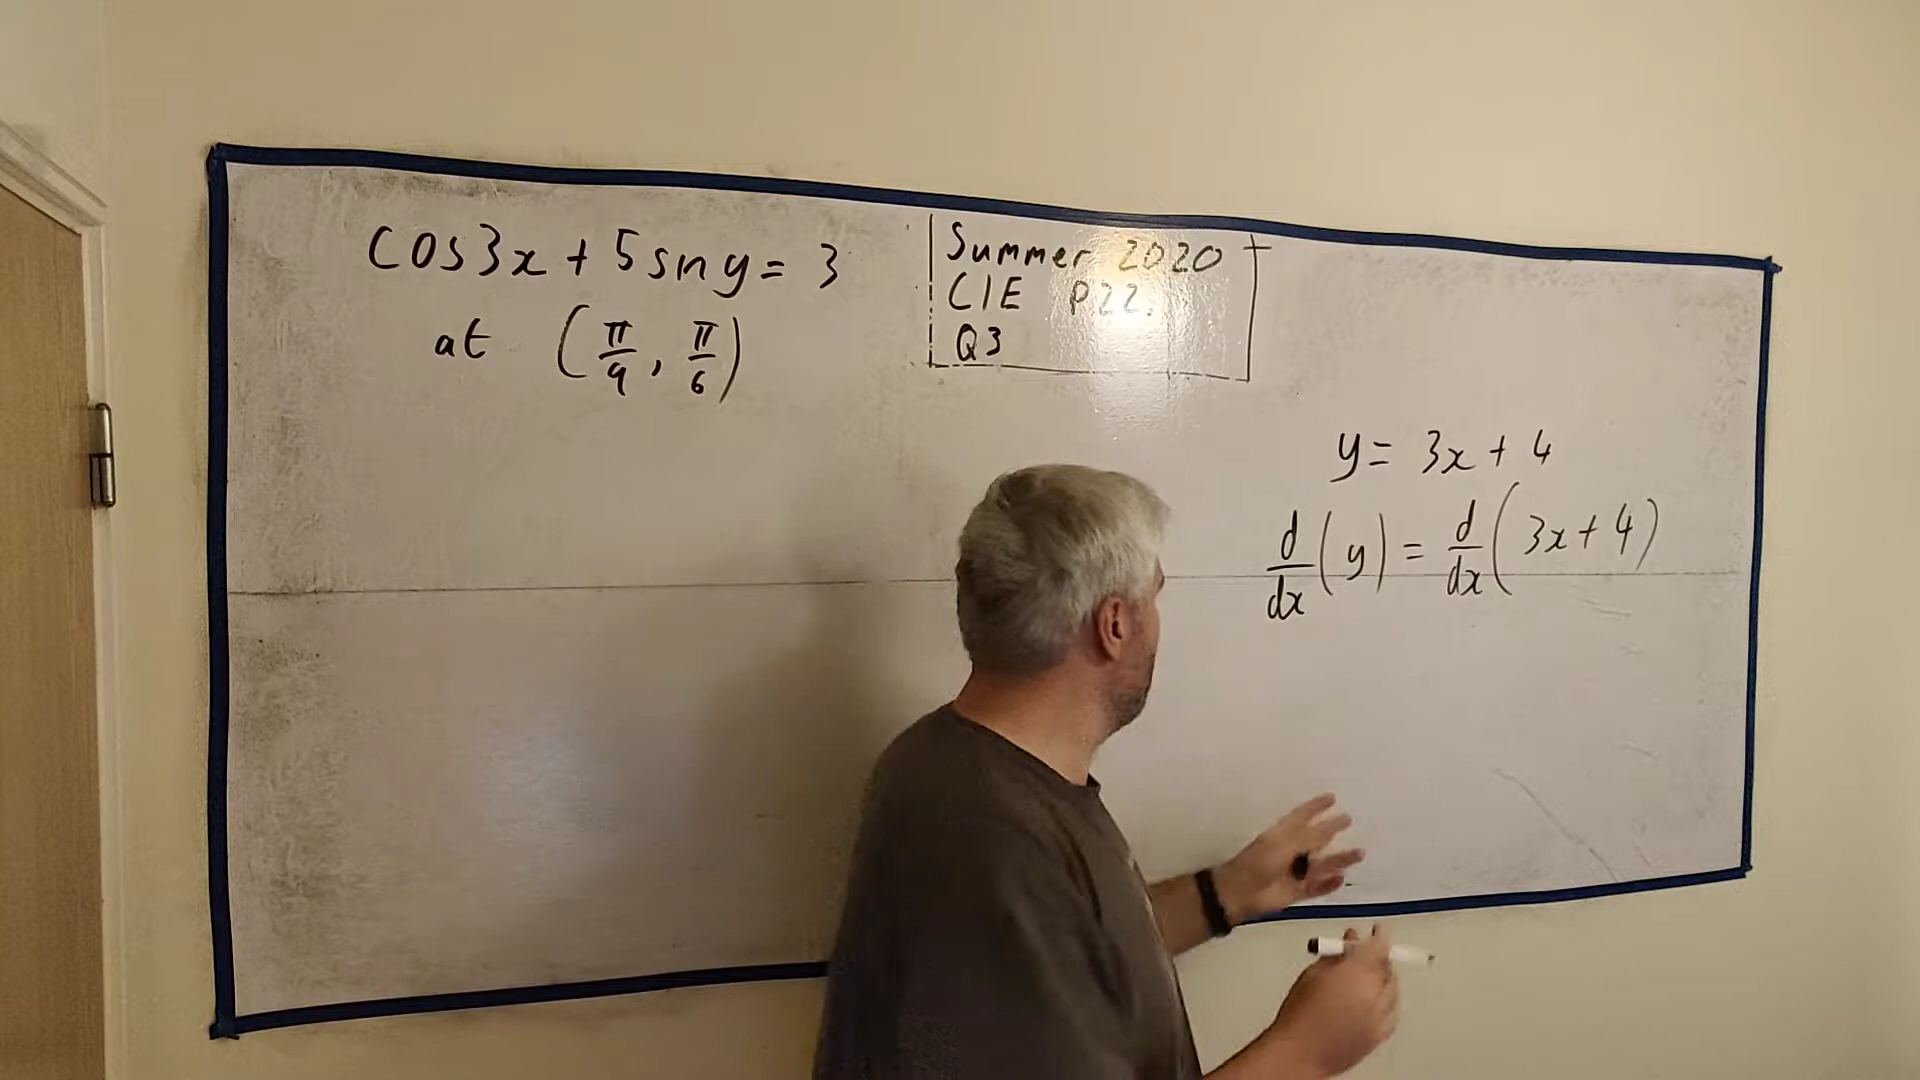 cos3x + 5sny = 3
at (π/9, π/6)
Summer 2020
CIE P22.
Q3
y = 3x + 4
d/dx (y) = d/dx (3x + 4)